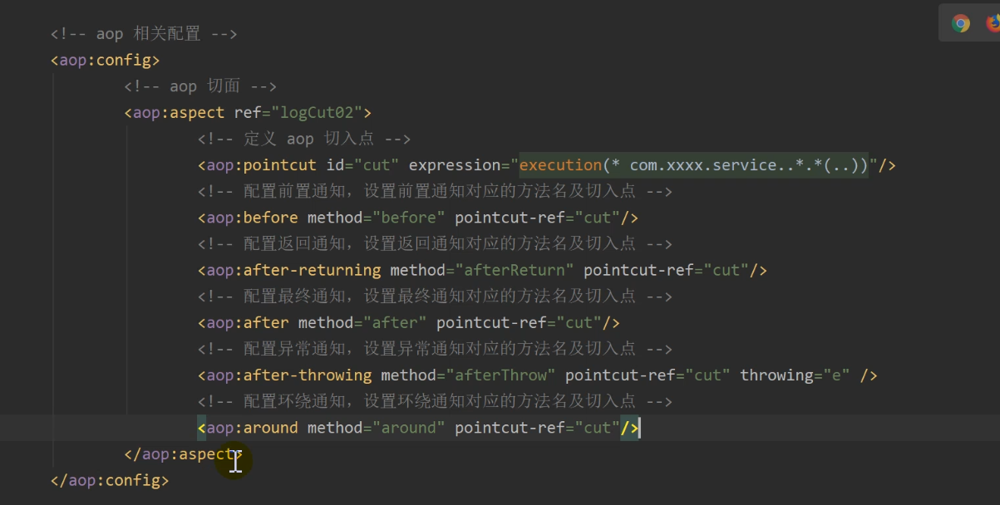 <!-- aop 相关配置 -->
<aop:config>
<!-- aop 切面 -->
<aop:aspect ref="logCut02">
<!-- 定义 aop 切入点 -->
<aop:pointcut id="cut" expression="execution(* com.xxxx.service..*.*(..))"/>
<!-- 配置前置通知，设置前置通知对应的方法名及切入点 -->
<aop:before method="before" pointcut-ref="cut"/>
<!-- 配置返回通知，设置返回通知对应的方法名及切入点 -->
<aop:after-returning method="afterReturn" pointcut-ref="cut"/>
<!-- 配置最终通知，设置最终通知对应的方法名及切入点 -->
<aop:after method="after" pointcut-ref="cut"/>
<!-- 配置异常通知，设置异常通知对应的方法名及切入点 -->
<aop:after-throwing method="afterThrow" pointcut-ref="cut" throwing="e" />
<!-- 配置环绕通知，设置环绕通知对应的方法名及切入点 -->
<aop:around method="around" pointcut-ref="cut"/>
</aop:aspect>
</aop:config>